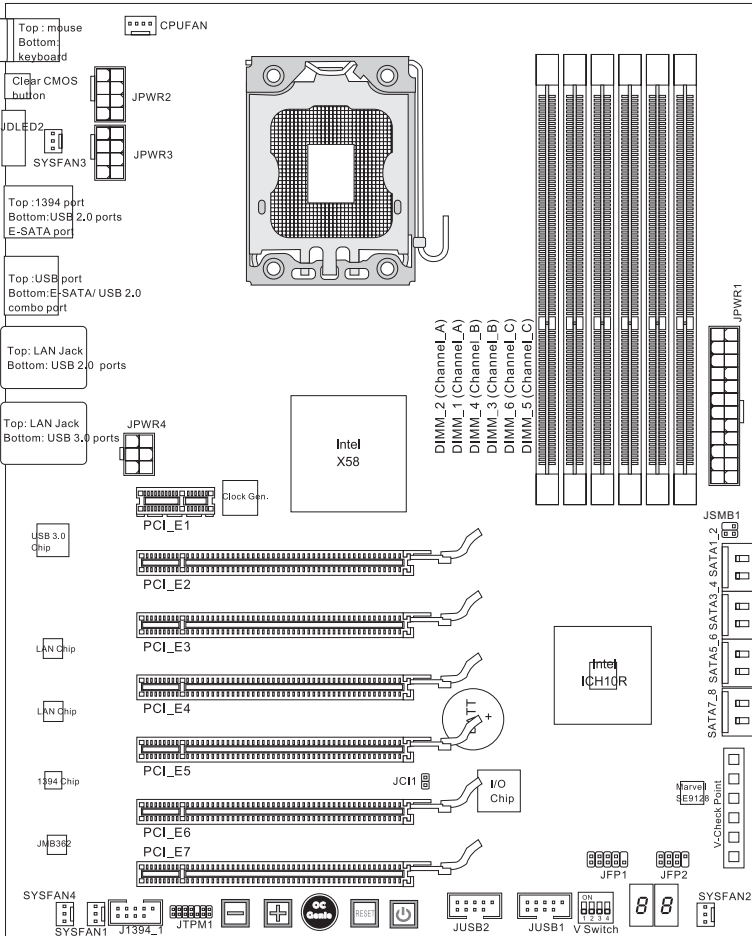 Top : mouse
Bottom:
keyboard
CPUFAN
Clear CMOS
button
JPWR2
JDLED2
SYSFAN3
JPWR3
Top :1394 port
Bottom:USB 2.0 ports
E-SATA port
Top :USB port
Bottom:E-SATA/ USB 2.0
combo port
Top: LAN Jack
Bottom: USB 2.0 ports
Top: LAN Jack
Bottom: USB 3.0 ports
JPWR4
Intel
X58
DIMM_2 (Channel_A)
DIMM_1 (Channel_A)
DIMM_4 (Channel_B)
DIMM_3 (Channel_B)
DIMM_6 (Channel_C)
DIMM_5 (Channel_C)
JPWR1
Clock Gen.
PCI_E1
USB 3.0
Chip
PCI_E2
JSMB1
SATA1_2
SATA3_4
SATA5_6
SATA7_8
PCI_E3
LAN Chip
Intel
ICH10R
PCI_E4
LAN Chip
BATT
+
PCI_E5
1394 Chip
JCI1
I/O
Chip
Marvell
SE9128
V-Check Point
PCI_E6
JMB362
PCI_E7
JFP1
JFP2
SYSFAN4
SYSFAN1
J1394_1
JTPM1
OC
Genie
RESET
JUSB2
JUSB1
ON
1 2 3 4
V Switch
8 8
SYSFAN2